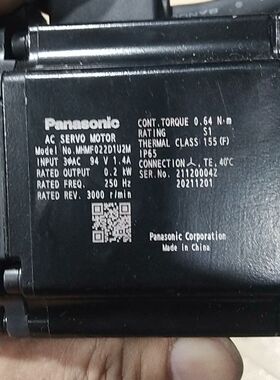 Panasonic
AC SERVO MOTOR
Model No. MHMF022D1U2M
INPUT 3ΦAC 94 V 1.4A
RATED OUTPUT 0.2 kW
RATED FREQ. 250 Hz
RATED REV. 3000 r/min
CONT. TORQUE 0.64 N·m
RATING S1
THERMAL CLASS 155 (F)
IP65
CONNECTION 人, TE, 40℃
SER.No. 21120004Z
20211201
Panasonic Corporation
Made in China